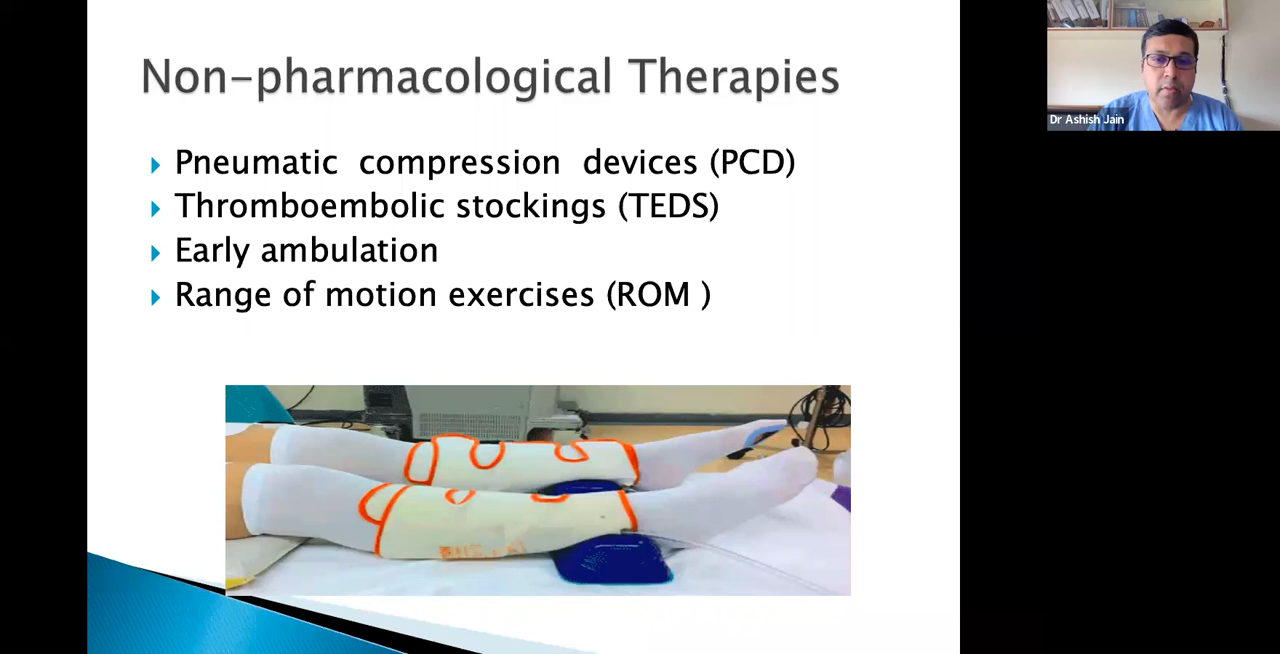 Non-pharmacological Therapies
Pneumatic compression devices (PCD)
Thromboembolic stockings (TEDS)
Early ambulation
Range of motion exercises (ROM )
Dr Ashish Jain